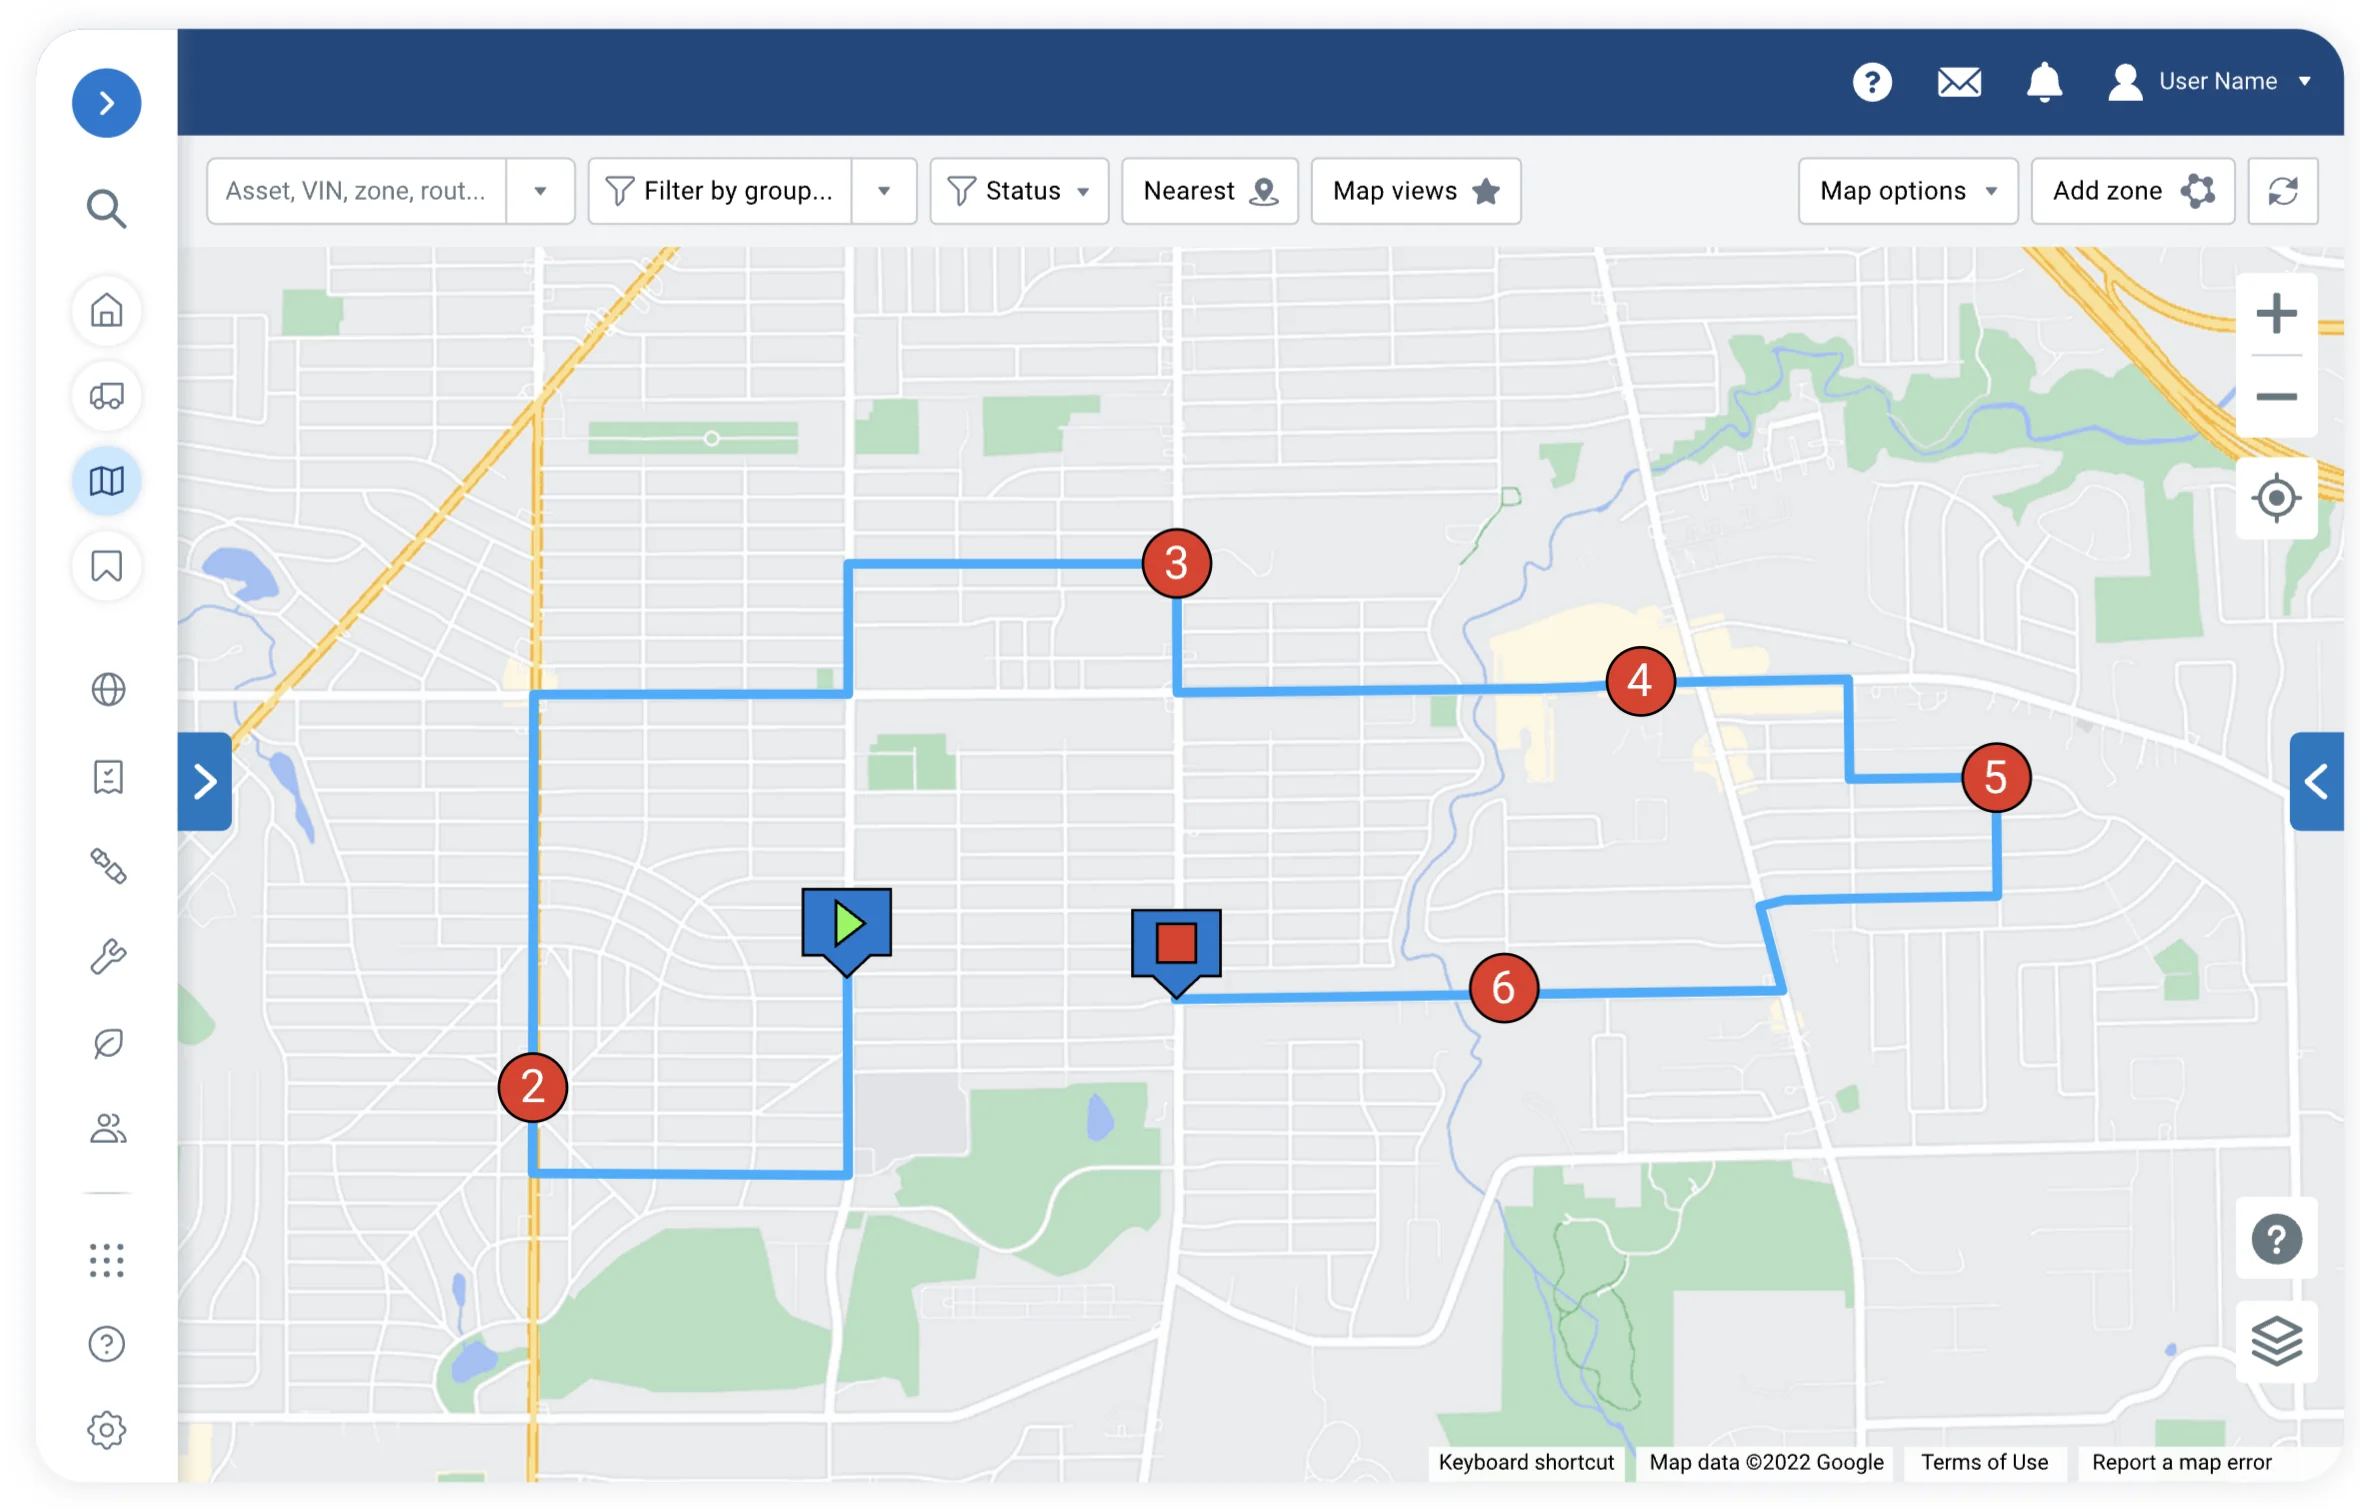 User Name
Asset, VIN, zone, rout...
Filter by group...
Status
Nearest
Map views
Map options
Add zone
3
4
5
6
2
Keyboard shortcut
Map data ©2022 Google
Terms of Use
Report a map error